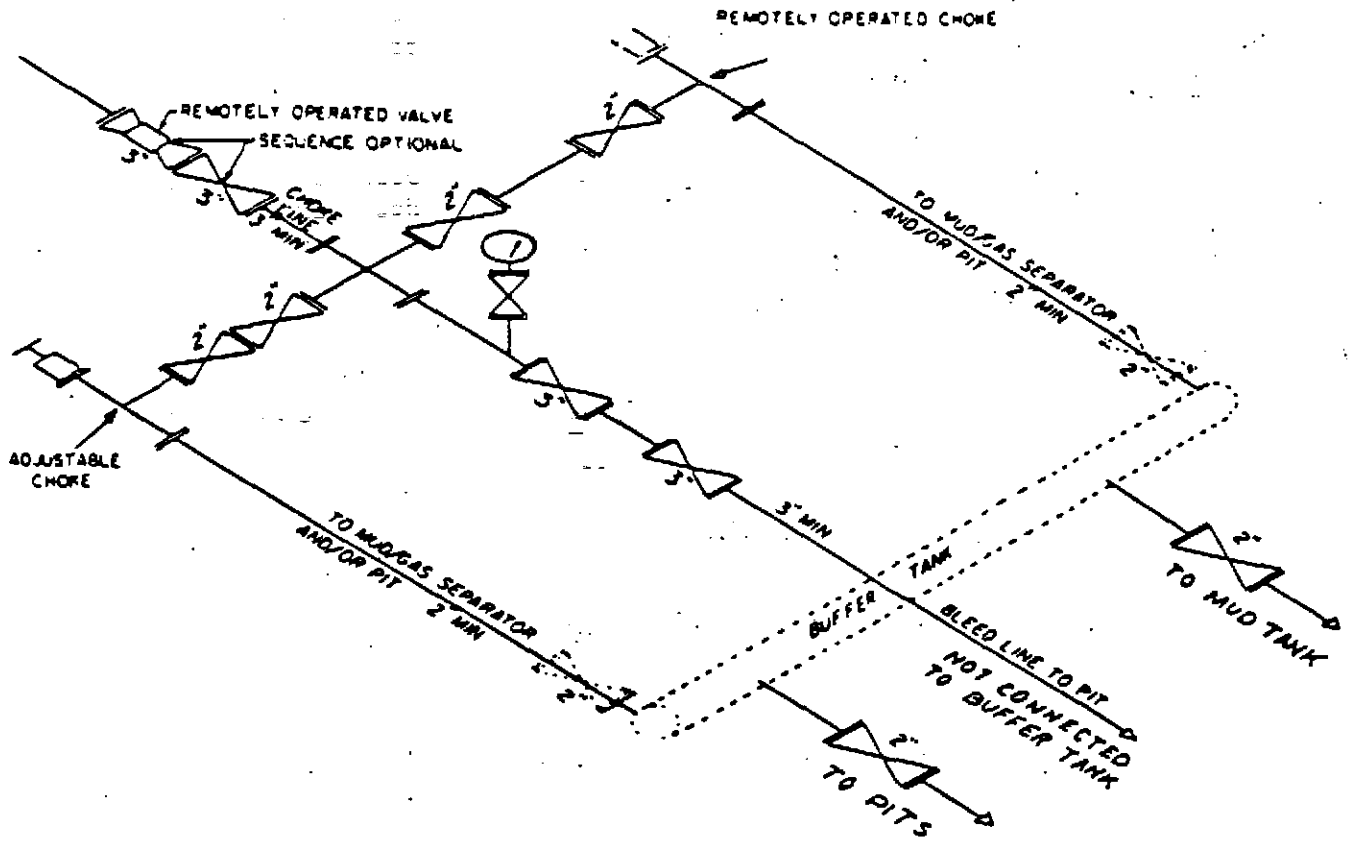 REMOTELY OPERATED CHOKE
REMOTELY OPERATED VALVE
SEQUENCE OPTIONAL
3"
3"
CHOKE
LINE
3 MIN
2"
2"
2"
2"
1
TO MUD/GAS SEPARATOR
AND/OR PIT 2" MIN
2"
3"
3"
3" MIN
ADJUSTABLE
CHOKE
TO MUD/GAS SEPARATOR
AND/OR PIT 2" MIN
2"
BUFFER TANK
BLEED LINE TO PIT
NOT CONNECTED
TO BUFFER TANK
2"
TO MUD TANK
2"
TO PITS